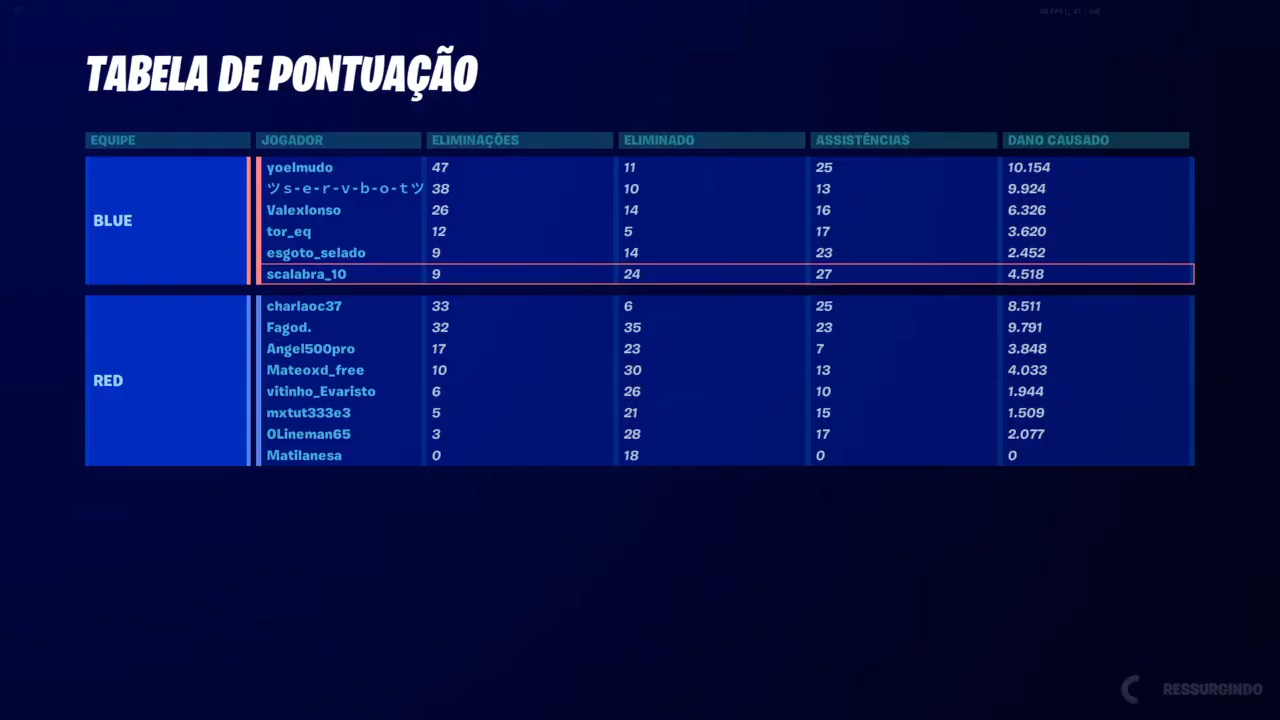 TABELA DE PONTUAÇÃO
EQUIPE JOGADOR ELIMINAÇÕES ELIMINADO ASSISTÊNCIAS DANO CAUSADO
yoelmudo 47 11 25 10.154
ツs-e-r-v-b-o-tツ 38 10 13 9.924
Valexlonso 26 14 16 6.326
BLUE
tor_eq 12 5 17 3.620
esgoto_selado 9 14 23 2.452
scalabra_10 9 24 27 4.518
charlaoc37 33 6 25 8.511
Fagod. 32 35 23 9.791
Angel500pro 17 23 7 3.848
Mateoxd_free 10 30 13 4.033
RED
vitinho_Evaristo 6 26 10 1.944
mxtut333e3 5 21 15 1.509
OLineman65 3 28 17 2.077
Matilanesa 0 18 0 0
RESSURGINDO